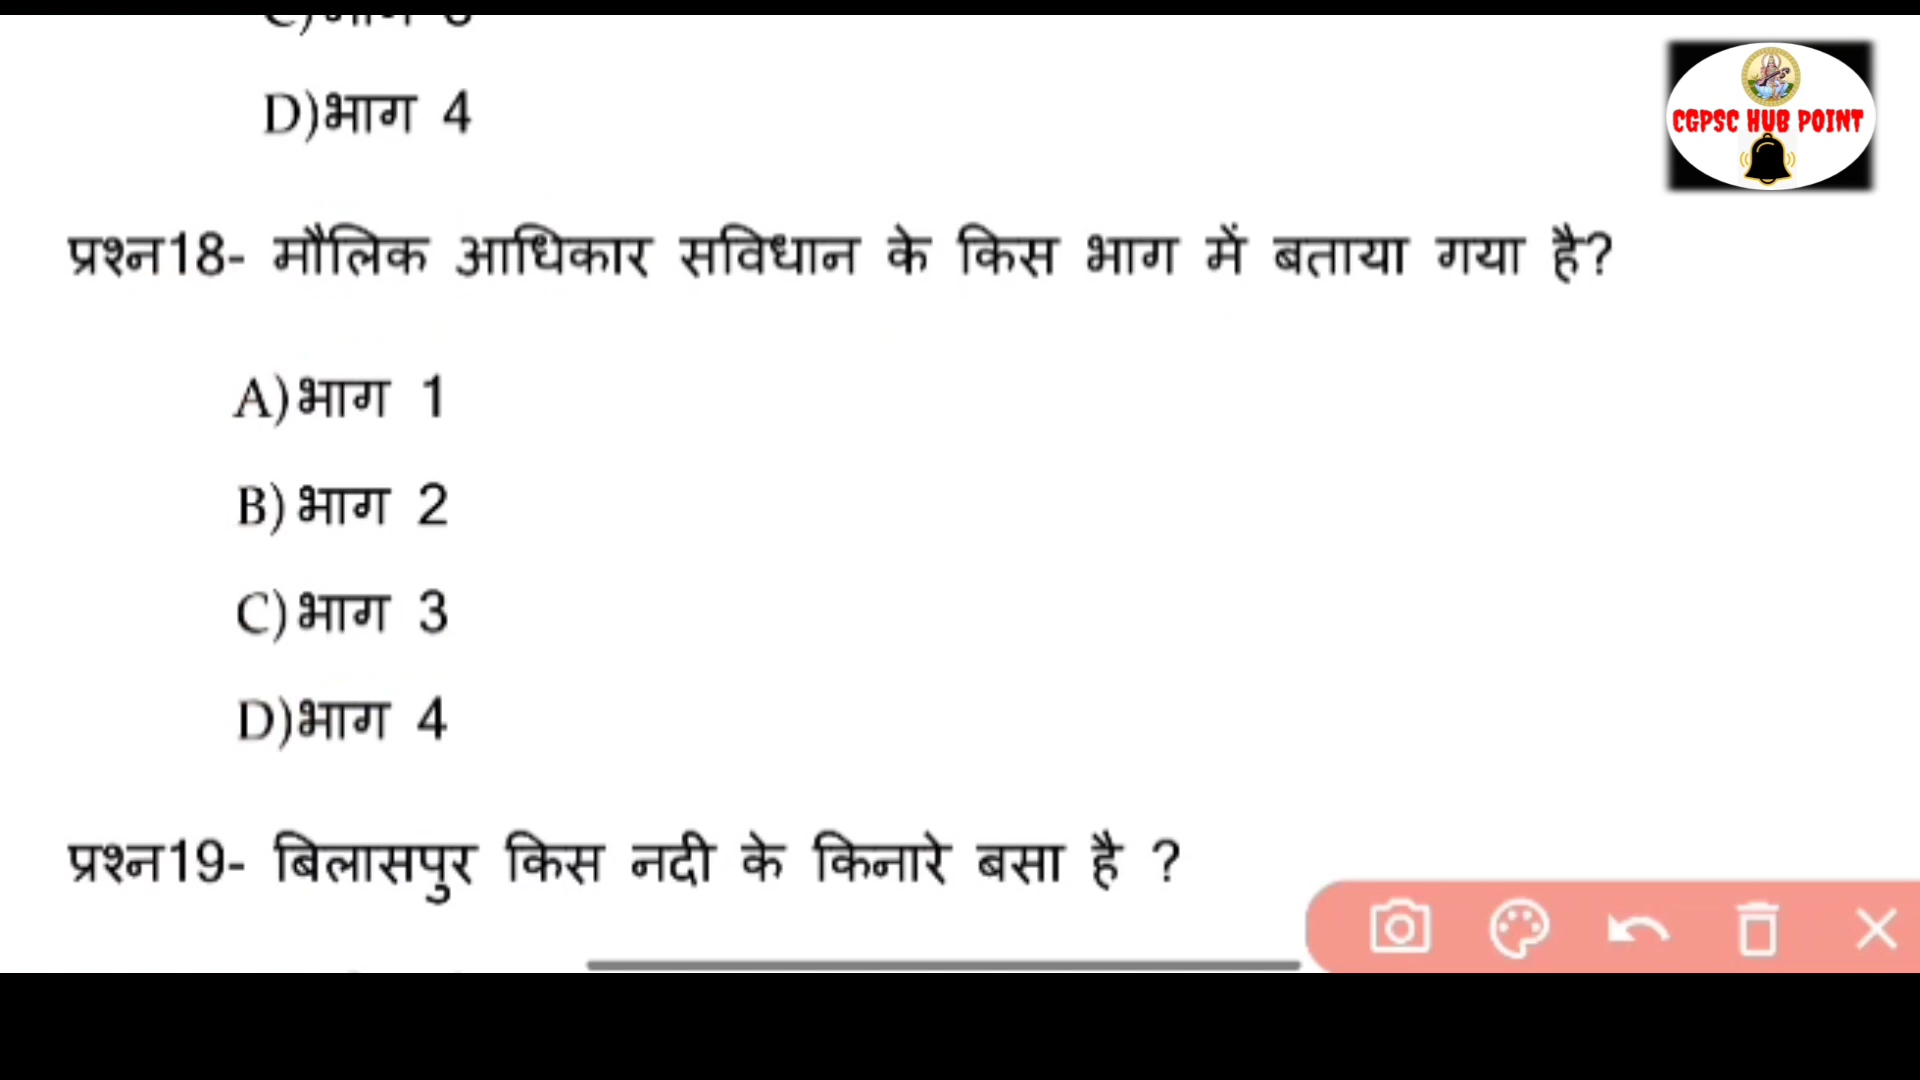 D)भाग 4
CGPSC HUB POINT
प्रश्न18- मौलिक आधिकार सविधान के किस भाग में बताया गया है?
A)भाग 1
B)भाग 2
C)भाग 3
D)भाग 4
प्रश्न19- बिलासपुर किस नदी के किनारे बसा है ?